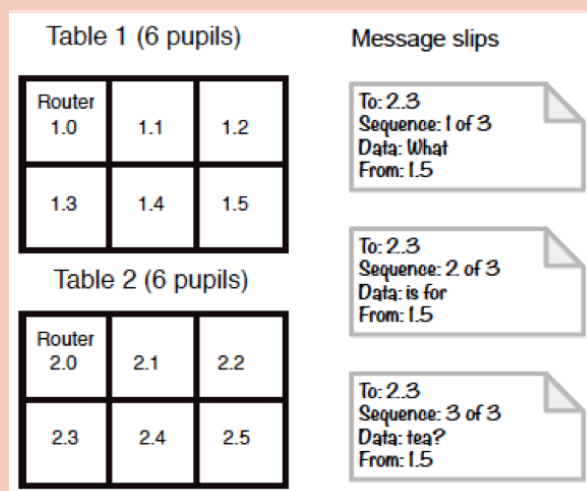 Table 1 (6 pupils)
Router
1.0
1.1
1.2
1.3
1.4
1.5
Table 2 (6 pupils)
Router
2.0
2.1
2.2
2.3
2.4
2.5
Message slips
To: 2.3
Sequence: 1 of 3
Data: What
From: 1.5
To: 2.3
Sequence: 2 of 3
Data: is for
From: 1.5
To: 2.3
Sequence: 3 of 3
Data: tea?
From: 1.5